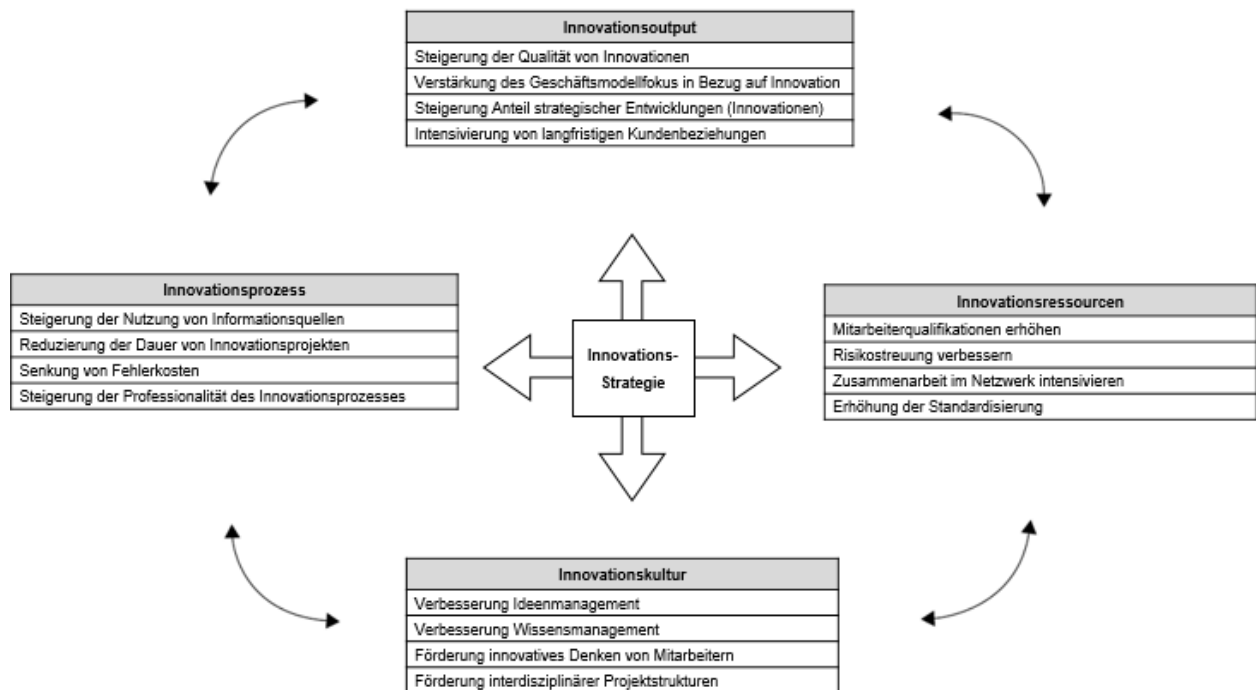 Innovationsoutput
Steigerung der Qualität von Innovationen
Verstärkung des Geschäftsmodellfokus in Bezug auf Innovation
Steigerung Anteil strategischer Entwicklungen (Innovationen)
Intensivierung von langfristigen Kundenbeziehungen
Innovationsprozess
Steigerung der Nutzung von Informationsquellen
Reduzierung der Dauer von Innovationsprojekten
Senkung von Fehlerkosten
Steigerung der Professionalität des Innovationsprozesses
Innovations-
Strategie
Innovationsressourcen
Mitarbeiterqualifikationen erhöhen
Risikostreuung verbessern
Zusammenarbeit im Netzwerk intensivieren
Erhöhung der Standardisierung
Innovationskultur
Verbesserung Ideenmanagement
Verbesserung Wissensmanagement
Förderung innovatives Denken von Mitarbeitern
Förderung interdisziplinärer Projektstrukturen